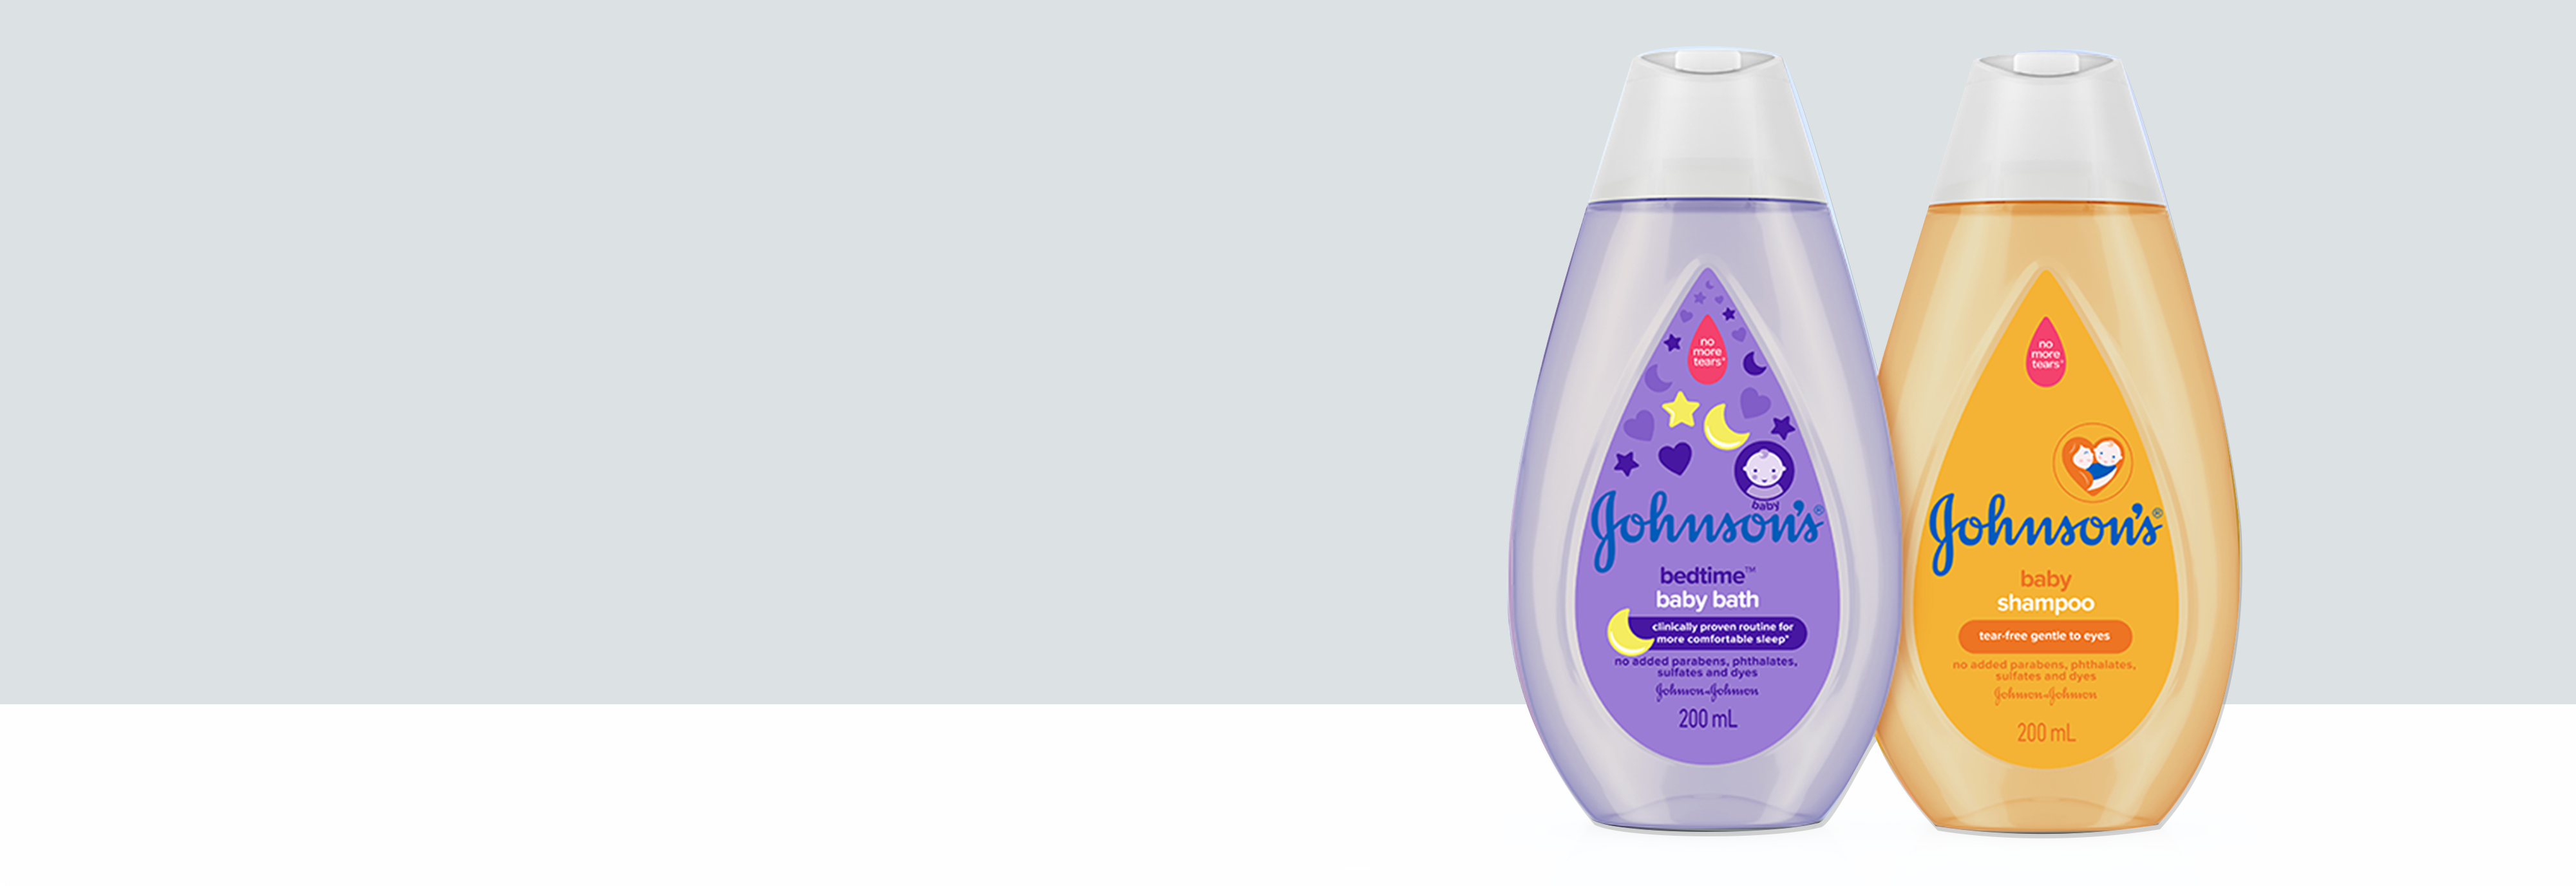 no
more
tears®
baby
Johnson's®
bedtime™
baby bath
clinically proven routine for
more comfortable sleep*
no added parabens, phthalates,
sulfates and dyes
Johnson & Johnson
200 mL
no
more
tears®
Johnson's®
baby
shampoo
tear-free gentle to eyes
no added parabens, phthalates,
sulfates and dyes
Johnson & Johnson
200 mL